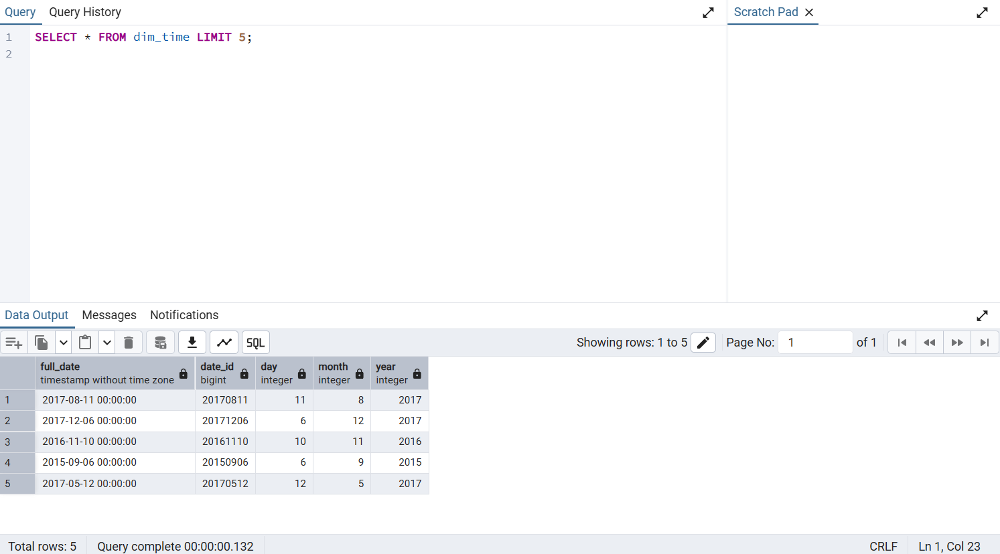 Query Query History Scratch Pad
1 SELECT * FROM dim_time LIMIT 5;
2
Data Output Messages Notifications
SQL Showing rows: 1 to 5 Page No: 1 of 1
full_date date_id day month year
timestamp without time zone bigint integer integer integer
1 2017-08-11 00:00:00 20170811 11 8 2017
2 2017-12-06 00:00:00 20171206 6 12 2017
3 2016-11-10 00:00:00 20161110 10 11 2016
4 2015-09-06 00:00:00 20150906 6 9 2015
5 2017-05-12 00:00:00 20170512 12 5 2017
Total rows: 5 Query complete 00:00:00.132 CRLF Ln 1, Col 23